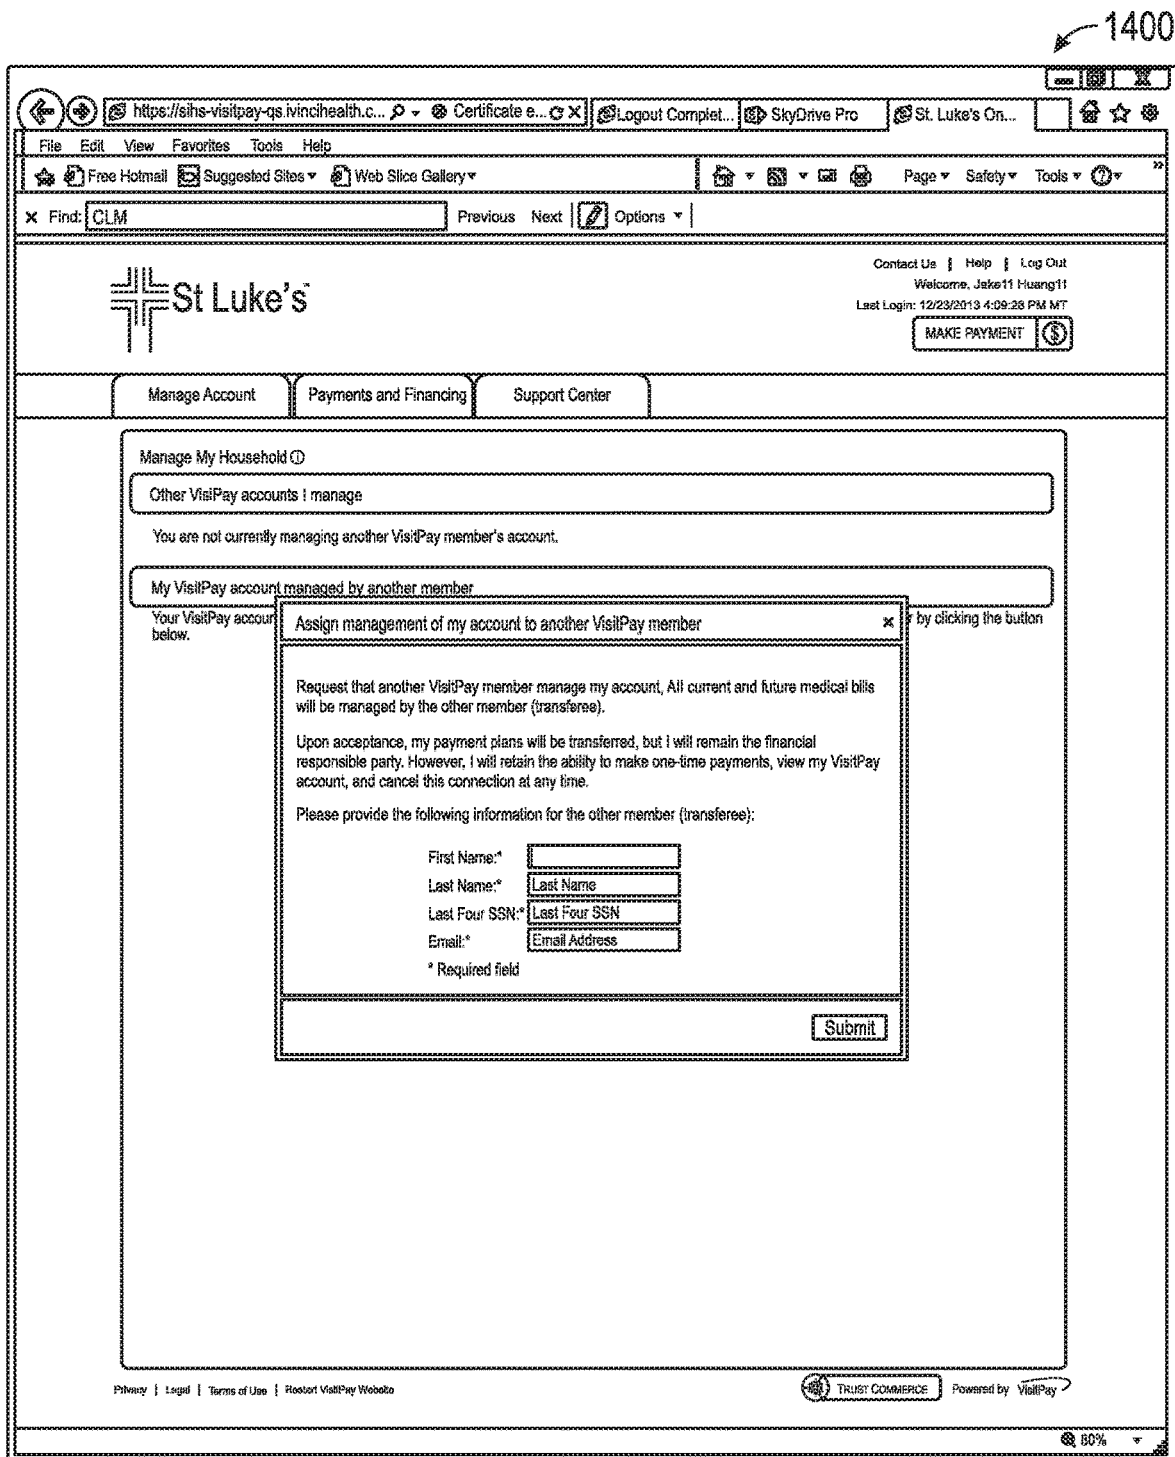 1400
https://sihs-visitpay-qs.ivincihealth.c... Certificate e... Logout Complet... SkyDrive Pro St. Luke's On...
File Edit View Favorites Tools Help
Free Hotmail Suggested Sites Web Slice Gallery Page Safety Tools
x Find: CLM Previous Next Options
Contact Us | Help | Log Out
Welcome, Jake11 Huang11
Last Login: 12/23/2013 4:09:28 PM MT
St Luke's
MAKE PAYMENT
Manage Account Payments and Financing Support Center
Manage My Household
Other VisiPay accounts I manage
You are not currently managing another VisitPay member's account.
My VisitPay account managed by another member
Your VisitPay accoun r by clicking the button
below.
Assign management of my account to another VisitPay member x
Request that another VisitPay member manage my account, All current and future medical bills
will be managed by the other member (transferee).
Upon acceptance, my payment plans will be transferred, but I will remain the financial
responsible party. However, I will retain the ability to make one-time payments, view my VisitPay
account, and cancel this connection at any time.
Please provide the following information for the other member (transferee):
First Name:*
Last Name:* Last Name
Last Four SSN:* Last Four SSN
Email:* Email Address
* Required field
Submit
Privacy | Legal | Terms of Use | Restart VisitPay Website TRUST COMMERCE Powered by VisitPay
80%